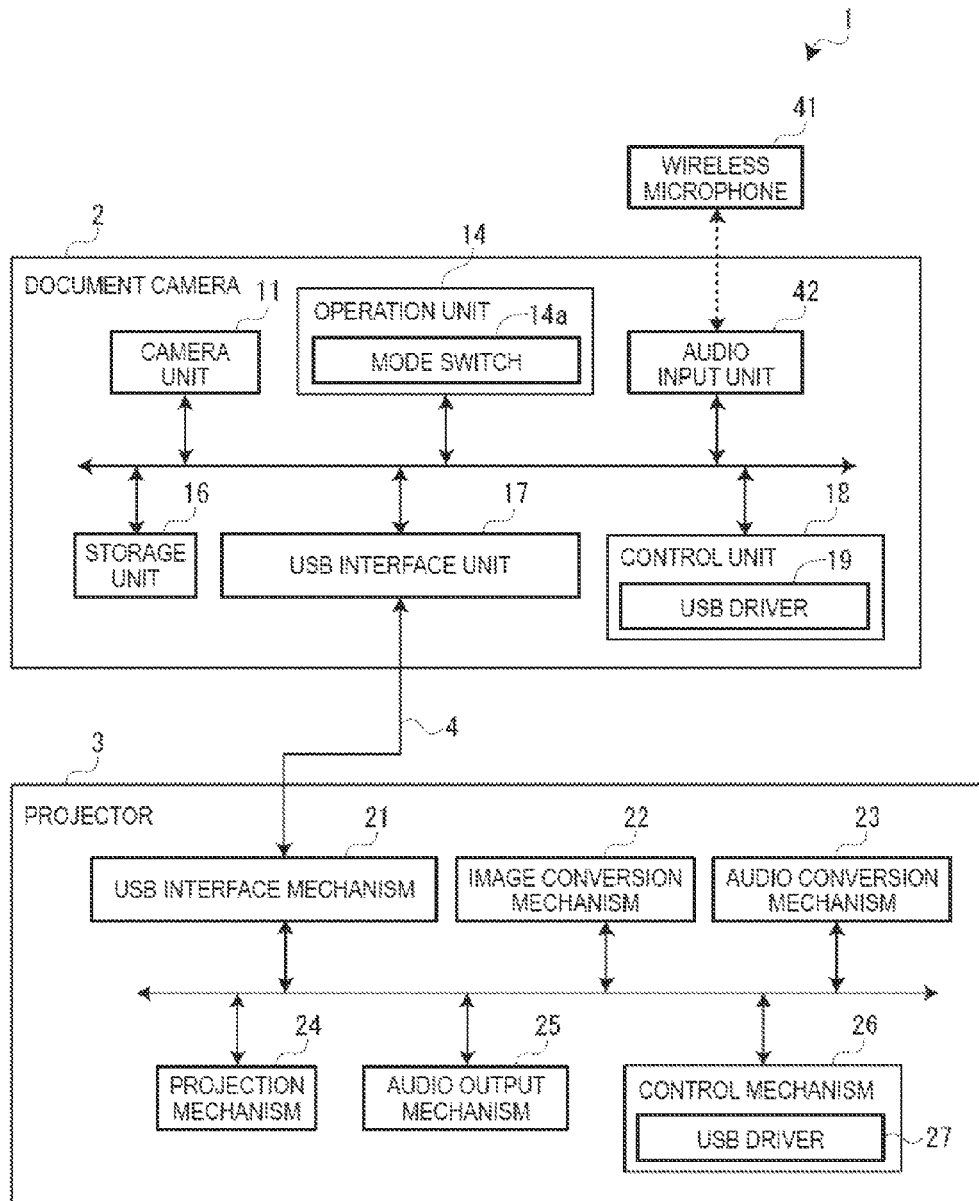 1
41
WIRELESS
MICROPHONE
2
DOCUMENT CAMERA
11
CAMERA
UNIT
14
OPERATION UNIT
14a
MODE SWITCH
42
AUDIO
INPUT UNIT
16
STORAGE
UNIT
17
USB INTERFACE UNIT
18
CONTROL UNIT
19
USB DRIVER
4
3
PROJECTOR
21
USB INTERFACE MECHANISM
22
IMAGE CONVERSION
MECHANISM
23
AUDIO CONVERSION
MECHANISM
24
PROJECTION
MECHANISM
25
AUDIO OUTPUT
MECHANISM
26
CONTROL MECHANISM
USB DRIVER
27